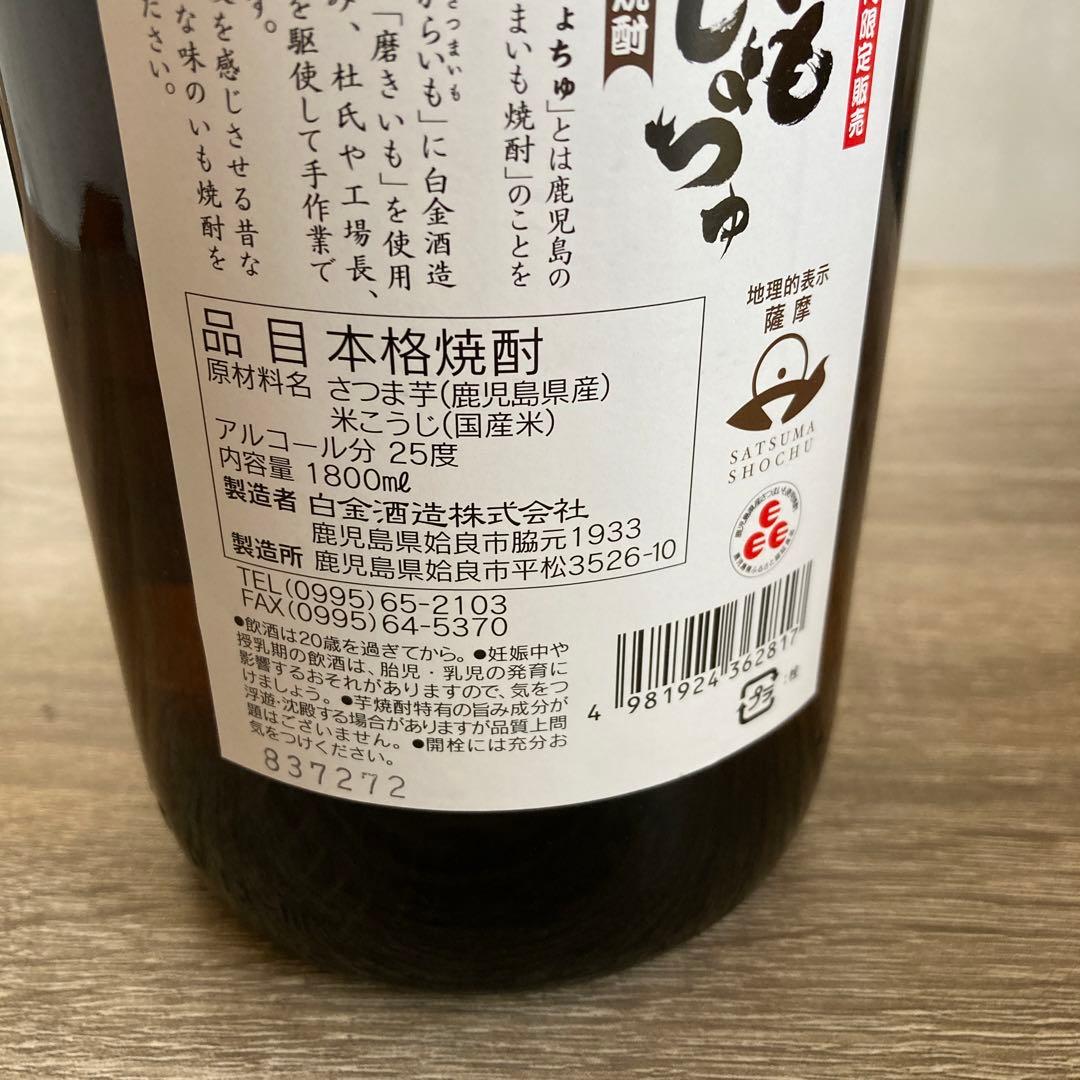 限定販売
もしょちゅ
焼酎
ょちゅ」とは鹿児島の
まいも焼酎」のことを
さつまいも
からいも」に白金酒造
「磨きいも」を使用
み、杜氏や工場長、
を駆使して手作業で
す。
を感じさせる昔な
な味のいも焼酎を
ださい。
地理的表示
薩摩
SATSUMA
SHOCHU
品目 本格焼酎
原材料名 さつま芋(鹿児島県産)
米こうじ(国産米)
アルコール分 25度
内容量 1800mℓ
製造者 白金酒造株式会社
鹿児島県姶良市脇元1933
製造所 鹿児島県姶良市平松3526-10
TEL(0995)65-2103
FAX(0995)64-5370
●飲酒は20歳を過ぎてから。●妊娠中や
授乳期の飲酒は、胎児・乳児の発育に
影響するおそれがありますので、気をつ
けましょう。●芋焼酎特有の旨み成分が
浮遊・沈殿する場合がありますが品質上問
題はございません。●開栓には充分お
気をつけください。
837272
4 981924 362817
プラ